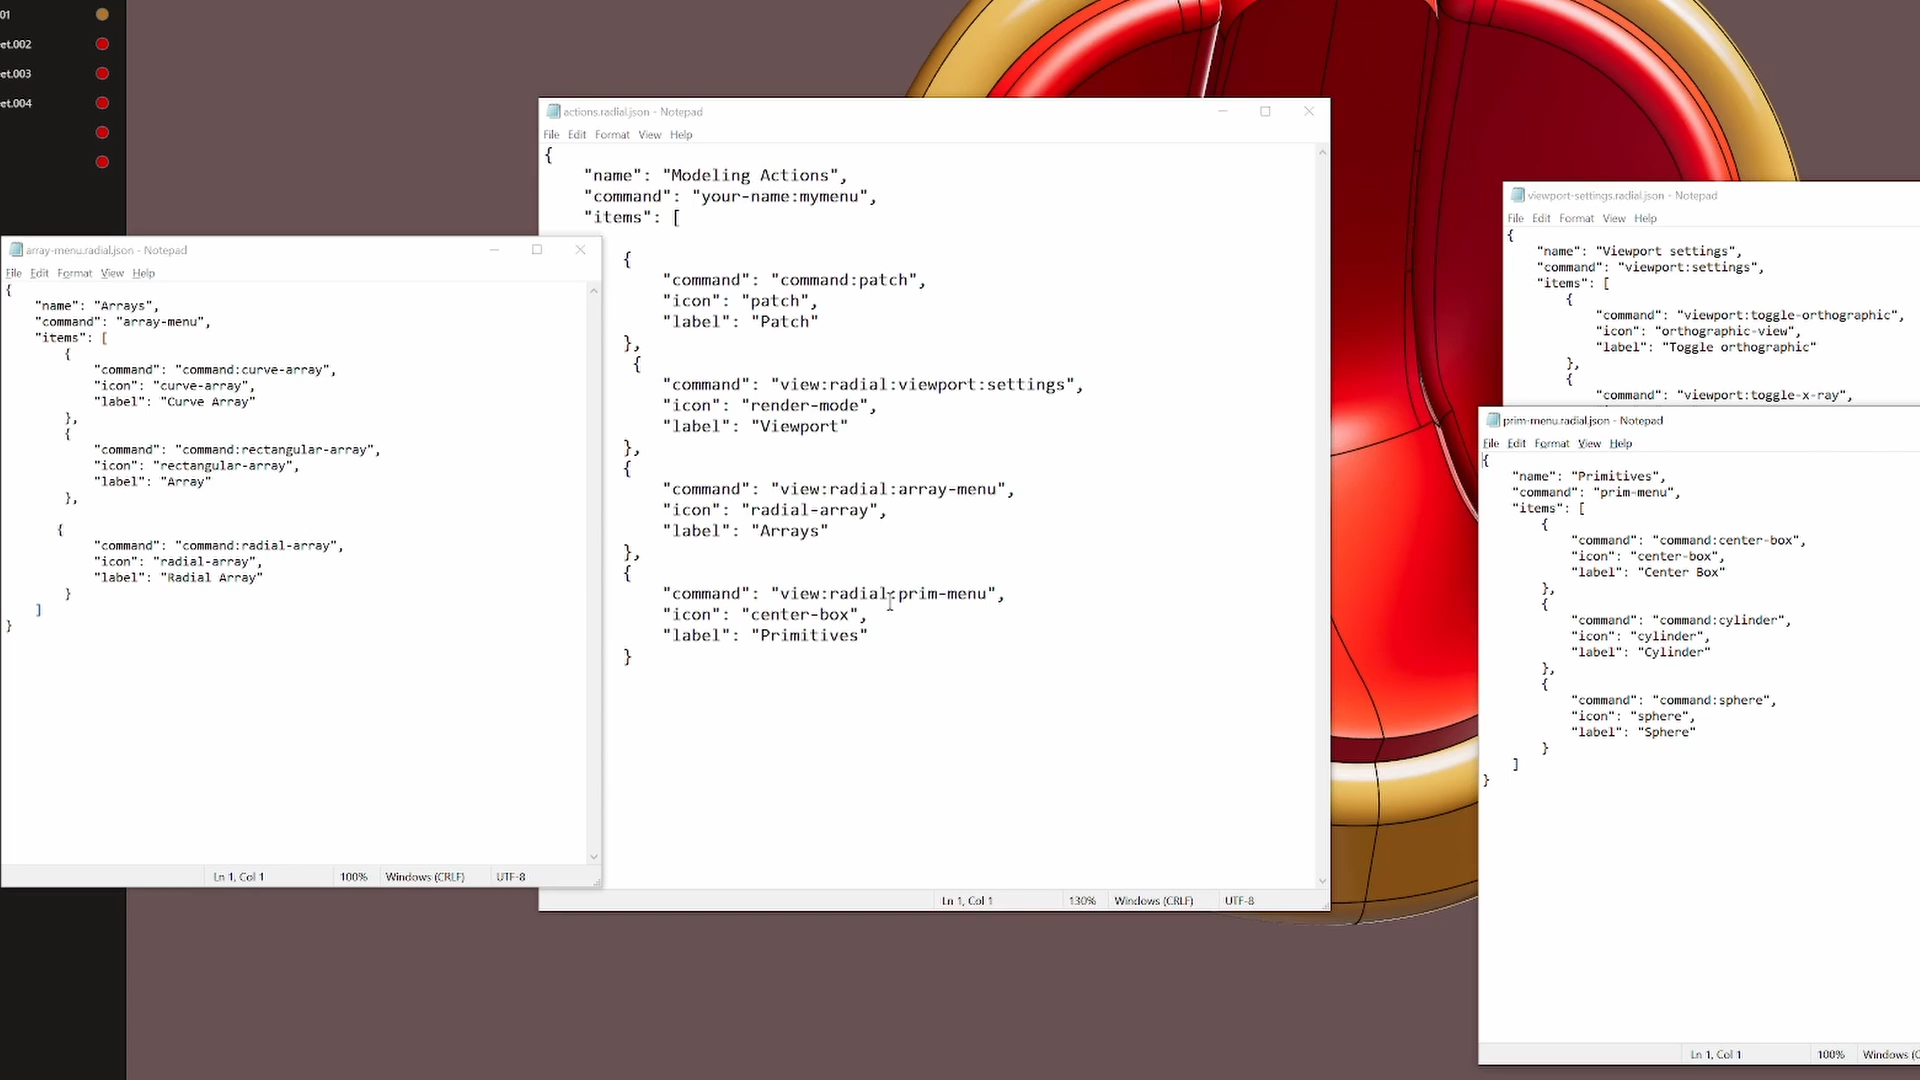 01
et.002
et.003
et.004
actions.radial.json - Notepad
File Edit Format View Help
{
"name": "Modeling Actions",
"command": "your-name:mymenu",
"items": [
{
"command": "command:patch",
"icon": "patch",
"label": "Patch"
},
{
"command": "view:radial:viewport:settings",
"icon": "render-mode",
"label": "Viewport"
},
{
"command": "view:radial:array-menu",
"icon": "radial-array",
"label": "Arrays"
},
{
"command": "view:radial:prim-menu",
"icon": "center-box",
"label": "Primitives"
}
Ln 1, Col 1 130% Windows (CRLF) UTF-8
array-menu.radial.json - Notepad
File Edit Format View Help
{
"name": "Arrays",
"command": "array-menu",
"items": [
{
"command": "command:curve-array",
"icon": "curve-array",
"label": "Curve Array"
},
{
"command": "command:rectangular-array",
"icon": "rectangular-array",
"label": "Array"
},
{
"command": "command:radial-array",
"icon": "radial-array",
"label": "Radial Array"
}
]
}
Ln 1, Col 1 100% Windows (CRLF) UTF-8
viewport-settings.radial.json - Notepad
File Edit Format View Help
{
"name": "Viewport settings",
"command": "viewport:settings",
"items": [
{
"command": "viewport:toggle-orthographic",
"icon": "orthographic-view",
"label": "Toggle orthographic"
},
{
"command": "viewport:toggle-x-ray",
prim-menu.radial.json - Notepad
File Edit Format View Help
{
"name": "Primitives",
"command": "prim-menu",
"items": [
{
"command": "command:center-box",
"icon": "center-box",
"label": "Center Box"
},
{
"command": "command:cylinder",
"icon": "cylinder",
"label": "Cylinder"
},
{
"command": "command:sphere",
"icon": "sphere",
"label": "Sphere"
}
]
}
Ln 1, Col 1 100% Windows (C